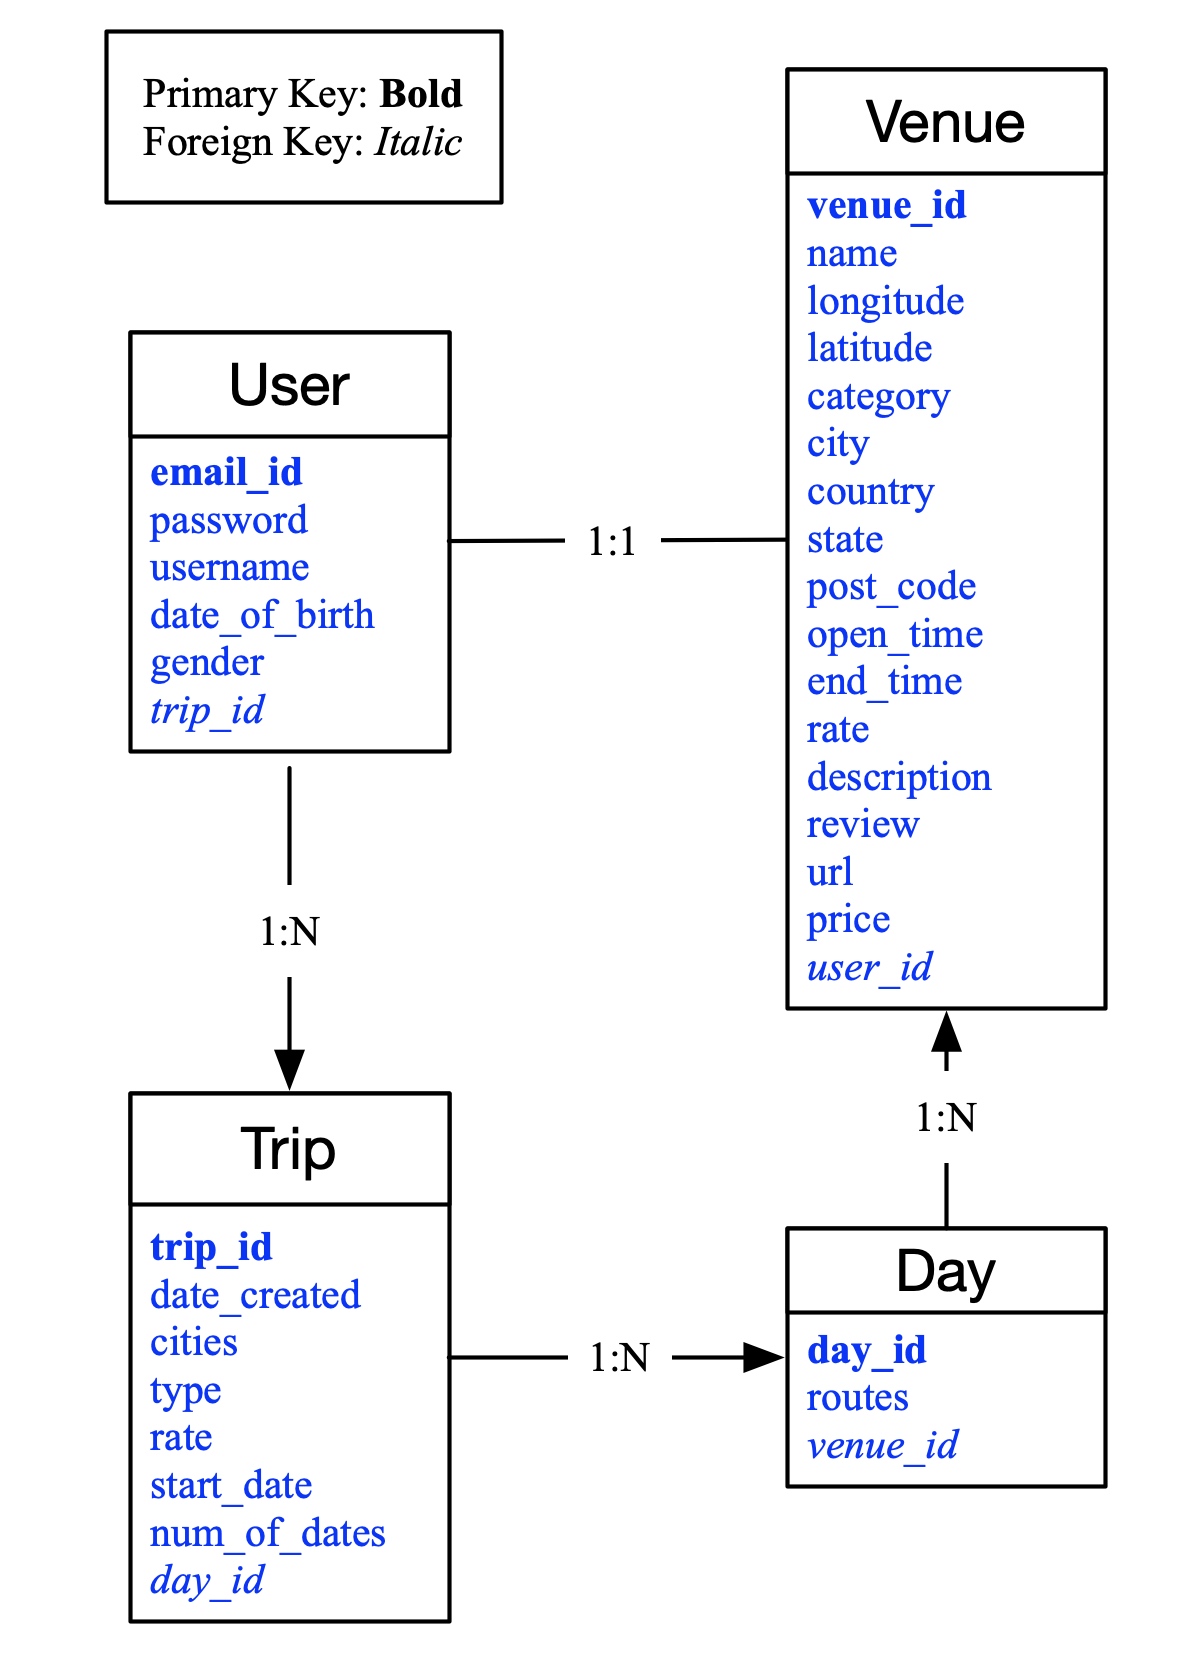 Primary Key: Bold
Foreign Key: Italic
Venue
venue_id
name
longitude
latitude
category
city
country
state
post_code
open_time
end_time
rate
description
review
url
price
user_id
User
email_id
password
username
date_of_birth
gender
trip_id
1:1
1:N
Trip
trip_id
date_created
cities
type
rate
start_date
num_of_dates
day_id
1:N
Day
day_id
routes
venue_id
1:N